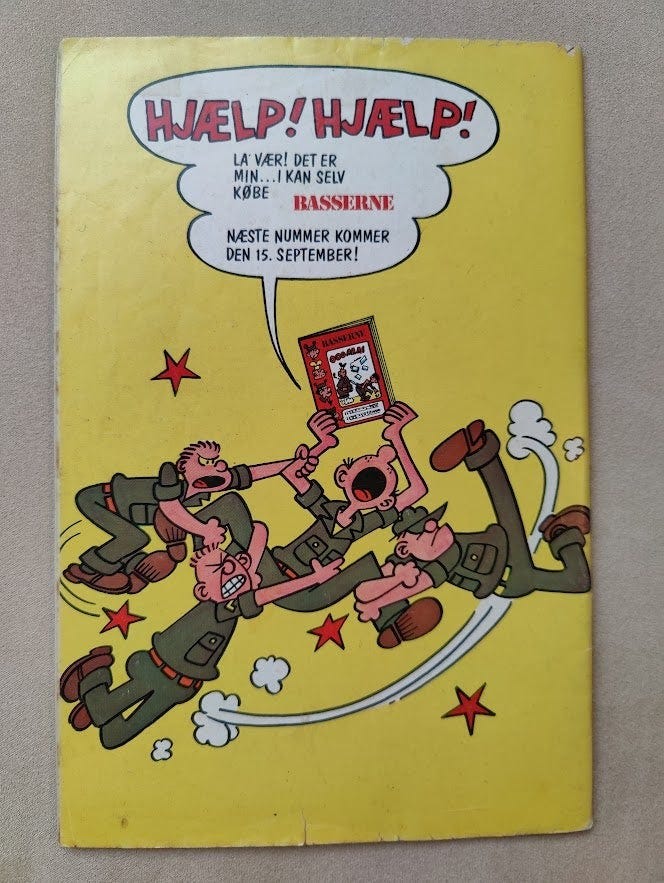 HJÆLP! HJÆLP!
LA' VÆR! DET ER
MIN...I KAN SELV
KØBE BASSERNE
NÆSTE NUMMER KOMMER
DEN 15. SEPTEMBER!
BASSERNE